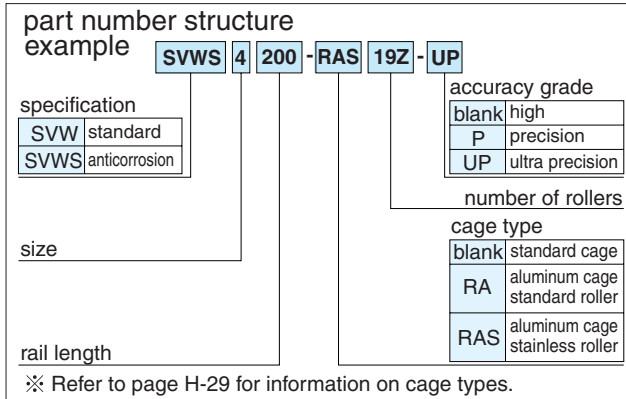 part number structure
example
SVWS 4 200 - RAS 19Z - UP
specification
SVW standard
SVWS anticorrosion
size
rail length
accuracy grade
blank high
P precision
UP ultra precision
number of rollers
cage type
blank standard cage
RA aluminum cage
standard roller
RAS aluminum cage
stainless roller
※ Refer to page H-29 for information on cage types.